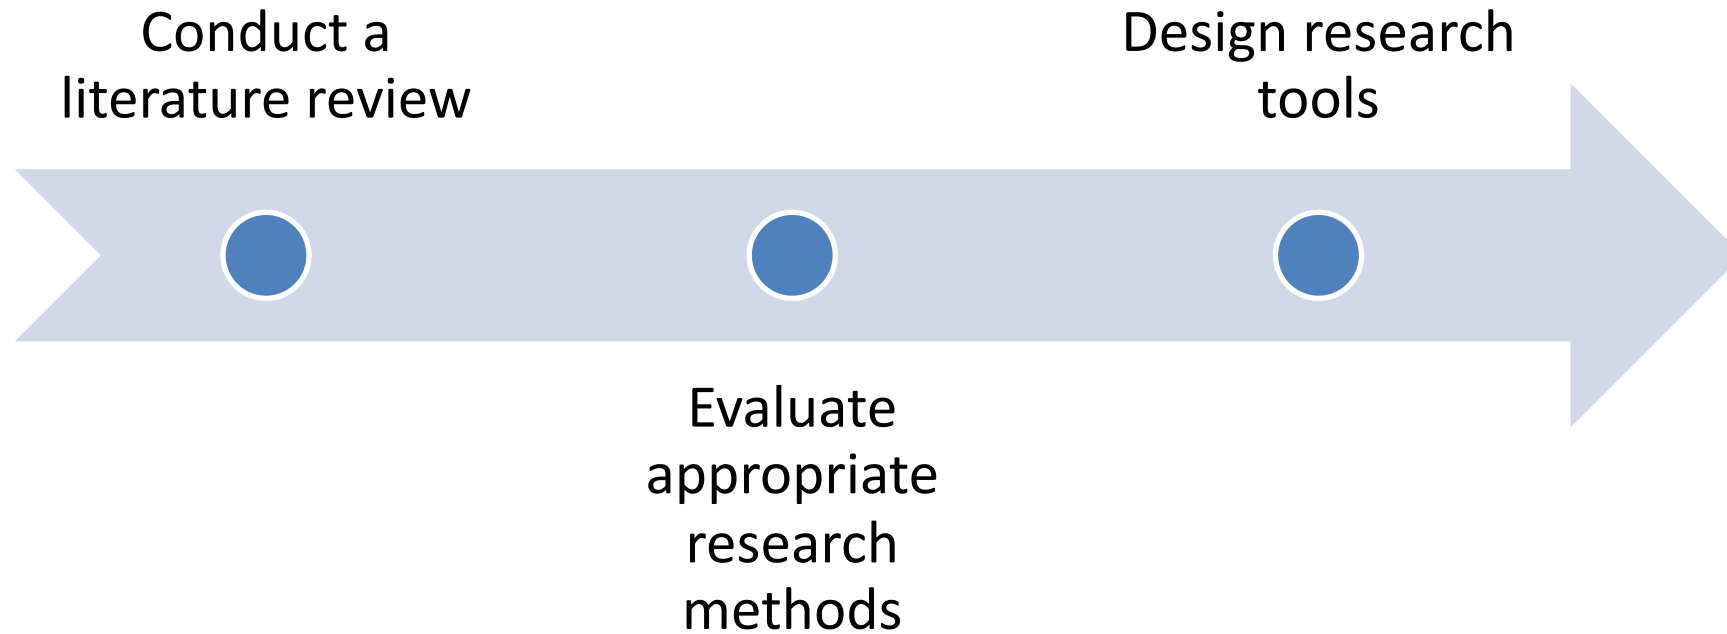 Conduct a
literature review
Evaluate
appropriate
research
methods
Design research
tools